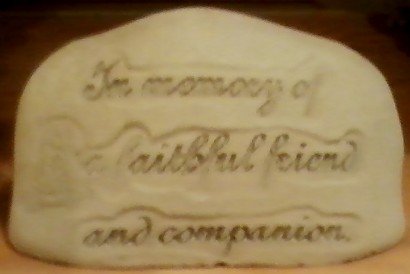 In memory of
a faithful friend
and companion.